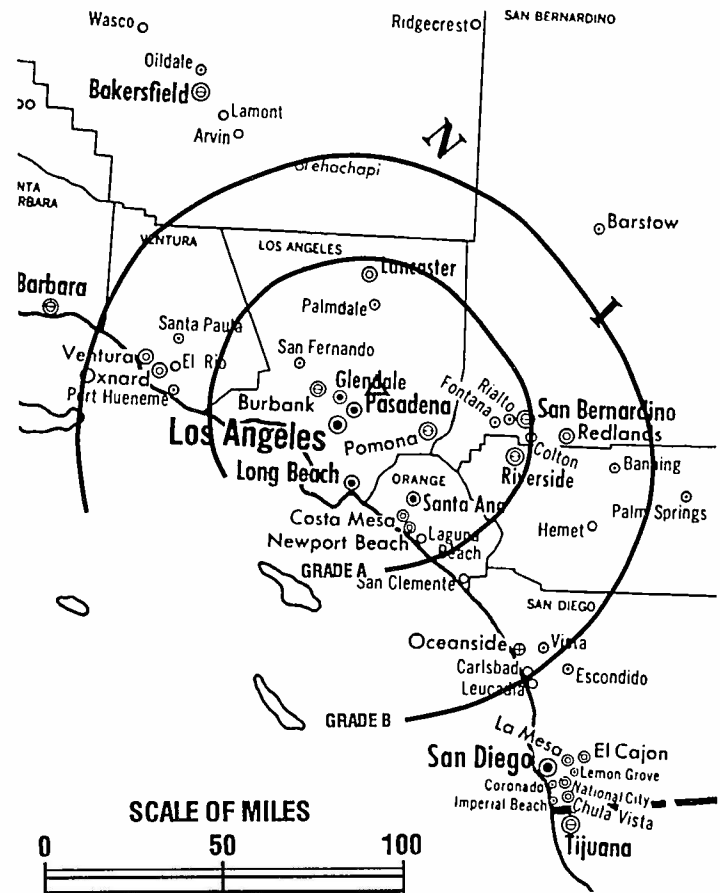 Wasco
Ridgecrest
SAN BERNARDINO
Oildale
Bakersfield
Lamont
Arvin
N
Tehachapi
NTA
RBARA
VENTURA
LOS ANGELES
Barstow
Barbara
Lancaster
Palmdale
I
Santa Paula
San Fernando
Ventura
El Rio
Oxnard
Port Hueneme
Glendale
Burbank
Pasadena
Rialto
Fontana
San Bernardino
Los Angeles
Pomona
Redlands
Colton
Long Beach
ORANGE
Riverside
Banning
Santa Ana
Palm Springs
Costa Mesa
Newport Beach
Laguna
Beach
Hemet
GRADE A
San Clemente
SAN DIEGO
Oceanside
Vista
Carlsbad
Escondido
Leucadia
GRADE B
La Mesa
El Cajon
San Diego
Lemon Grove
Coronado
National City
Imperial Beach
Chula Vista
Tijuana
SCALE OF MILES
0 50 100